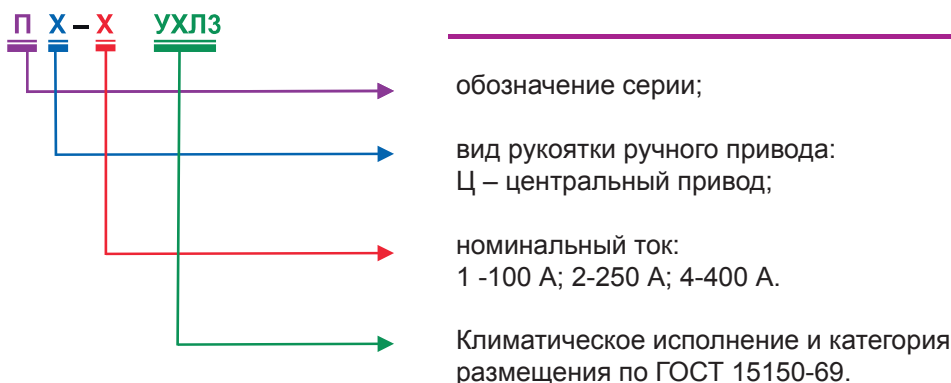 П Х – Х УХЛ3
обозначение серии;
вид рукоятки ручного привода:
Ц – центральный привод;
номинальный ток:
1 -100 А; 2-250 А; 4-400 А.
Климатическое исполнение и категория
размещения по ГОСТ 15150-69.